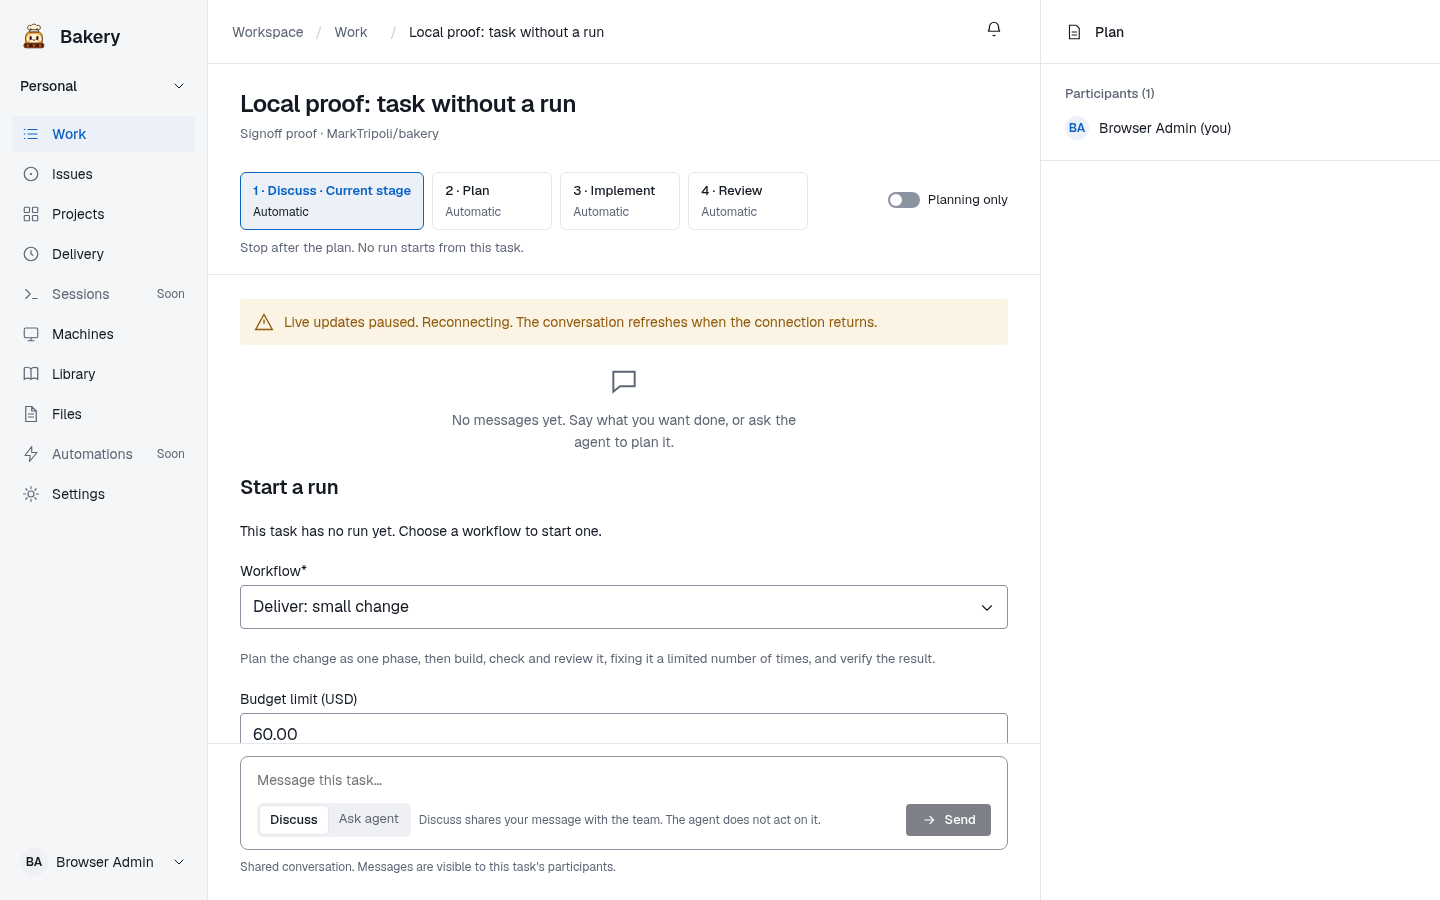 Bakery
Personal
Work
Issues
Projects
Delivery
Sessions Soon
Machines
Library
Files
Automations Soon
Settings
BA Browser Admin
Workspace / Work / Local proof: task without a run
Local proof: task without a run
Signoff proof · MarkTripoli/bakery
1 · Discuss · Current stage
Automatic
2 · Plan
Automatic
3 · Implement
Automatic
4 · Review
Automatic
Planning only
Stop after the plan. No run starts from this task.
Live updates paused. Reconnecting. The conversation refreshes when the connection returns.
No messages yet. Say what you want done, or ask the
agent to plan it.
Start a run
This task has no run yet. Choose a workflow to start one.
Workflow*
Deliver: small change
Plan the change as one phase, then build, check and review it, fixing it a limited number of times, and verify the result.
Budget limit (USD)
60.00
Message this task...
Discuss Ask agent Discuss shares your message with the team. The agent does not act on it. Send
Shared conversation. Messages are visible to this task's participants.
Plan
Participants (1)
BA Browser Admin (you)